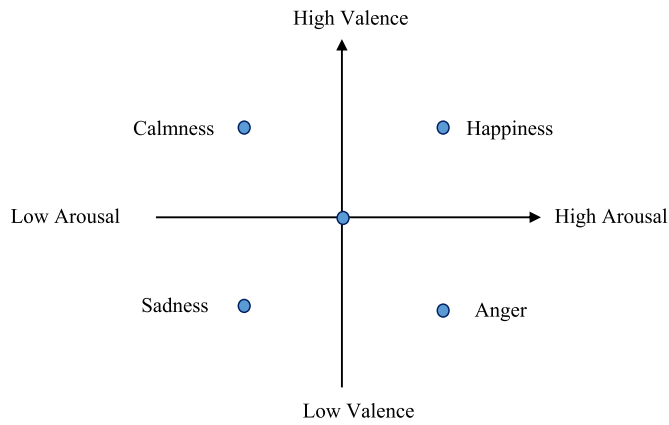 High Valence
Calmness
Happiness
Low Arousal
High Arousal
Sadness
Anger
Low Valence